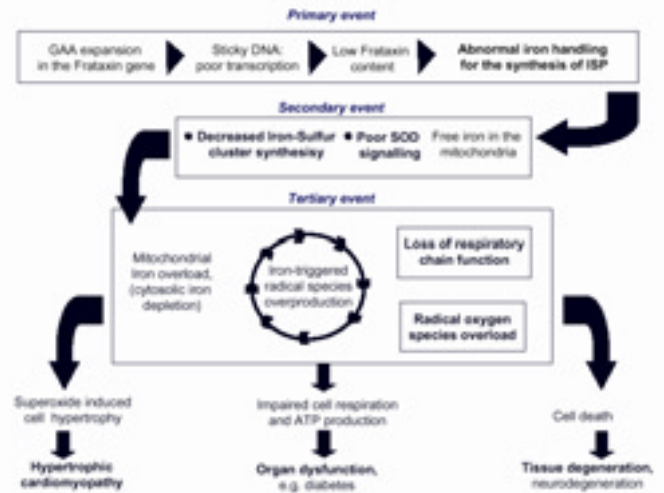 Primary event
GAA expansion
in the Frataxin gene
Sticky DNA:
poor transcription
Low Frataxin
content
Abnormal iron handling
for the synthesis of ISP
Secondary event
• Decreased Iron-Sulfur
cluster synthesisy
• Poor SOD
signalling
Free iron in the
mitochondria
Tertiary event
Mitochondrial
Iron overload,
(cytosolic iron
depletion)
Iron-triggered
radical species
overproduction
Loss of respiratory
chain function
Radical oxygen
species overload
Superoxide induced
cell hypertrophy
Impaired cell respiration
and ATP production
Cell death
Hypertrophic
cardiomyopathy
Organ dysfunction,
e.g. diabetes
Tissue degeneration,
neurodegeneration